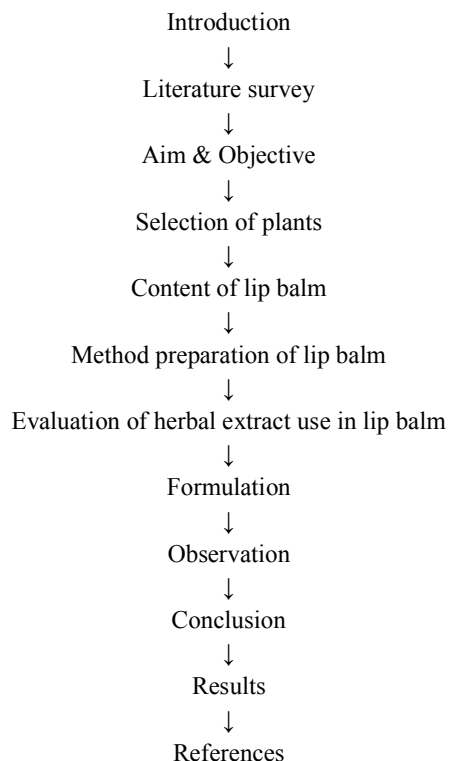 Introduction
↓
Literature survey
↓
Aim & Objective
↓
Selection of plants
↓
Content of lip balm
↓
Method preparation of lip balm
↓
Evaluation of herbal extract use in lip balm
↓
Formulation
↓
Observation
↓
Conclusion
↓
Results
↓
References